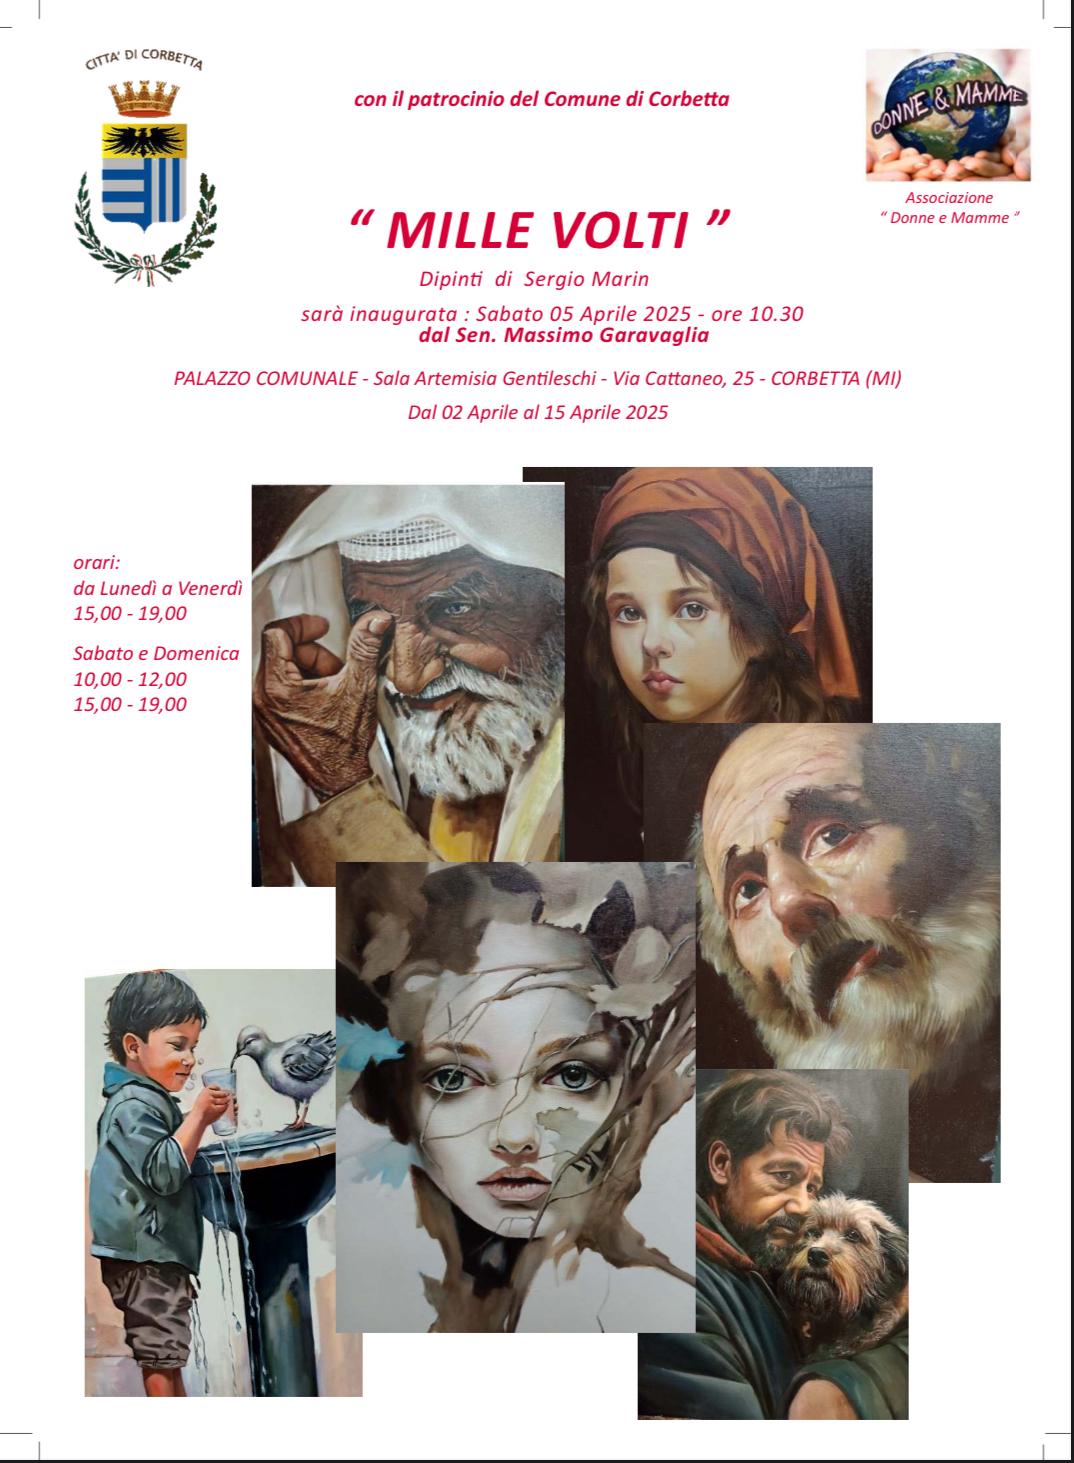 CITTA' DI CORBETTA
con il patrocinio del Comune di Corbetta
DONNE & MAMME
Associazione
“ Donne e Mamme ”
“ MILLE VOLTI ”
Dipinti di Sergio Marin
sarà inaugurata : Sabato 05 Aprile 2025 - ore 10.30
dal Sen. Massimo Garavaglia
PALAZZO COMUNALE - Sala Artemisia Gentileschi - Via Cattaneo, 25 - CORBETTA (MI)
Dal 02 Aprile al 15 Aprile 2025
orari:
da Lunedì a Venerdì
15,00 - 19,00
Sabato e Domenica
10,00 - 12,00
15,00 - 19,00